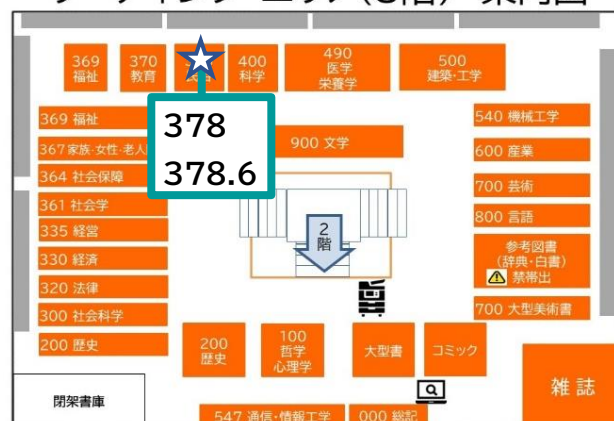 369
福祉
370
教育
400
科学
490
医学
栄養学
500
建築・工学
378
378.6
369 福祉
367 家族・女性・老人
364 社会保障
361 社会学
335 経営
330 経済
320 法律
300 社会科学
200 歴史
900 文学
2
階
540 機械工学
600 産業
700 芸術
800 言語
参考図書
(辞典・白書)
禁帯出
700 大型美術書
200
歴史
100
哲学
心理学
大型書
コミック
雑誌
閉架書庫
547 通信・情報工学
000 総記